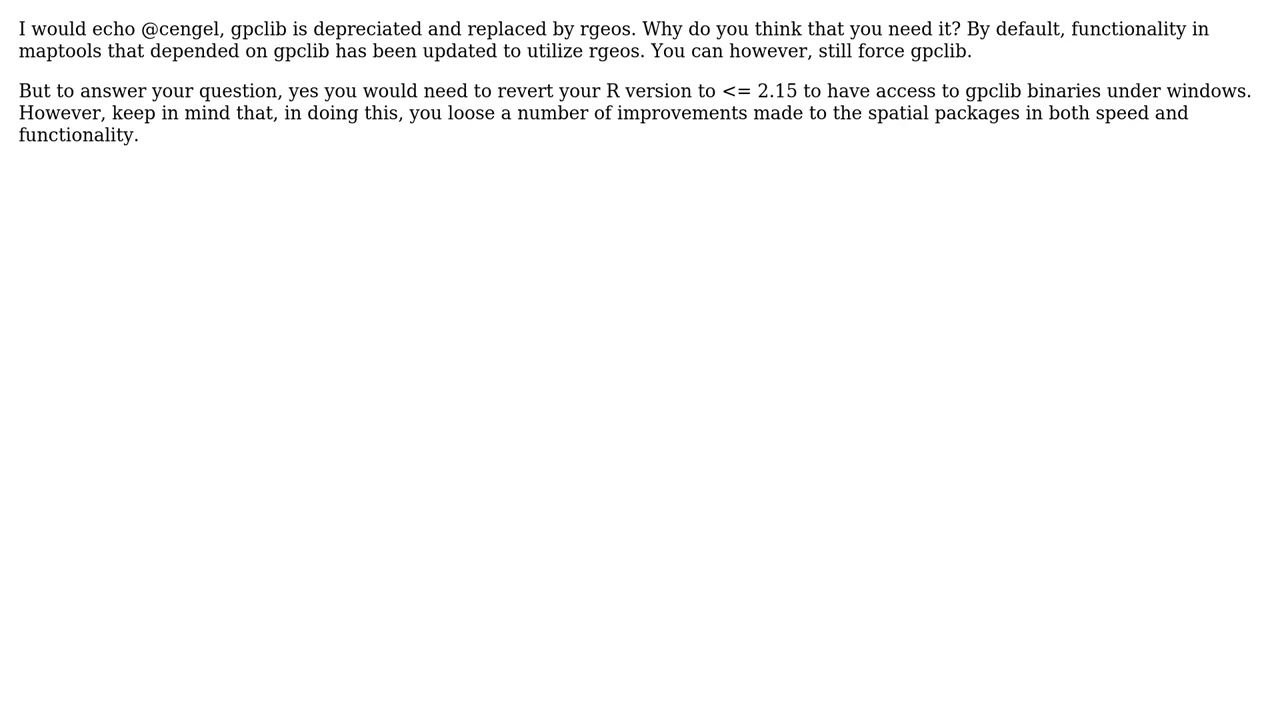 I would echo @cengel, gpclib is depreciated and replaced by rgeos. Why do you think that you need it? By default, functionality in
maptools that depended on gpclib has been updated to utilize rgeos. You can however, still force gpclib.
But to answer your question, yes you would need to revert your R version to <= 2.15 to have access to gpclib binaries under windows.
However, keep in mind that, in doing this, you loose a number of improvements made to the spatial packages in both speed and
functionality.